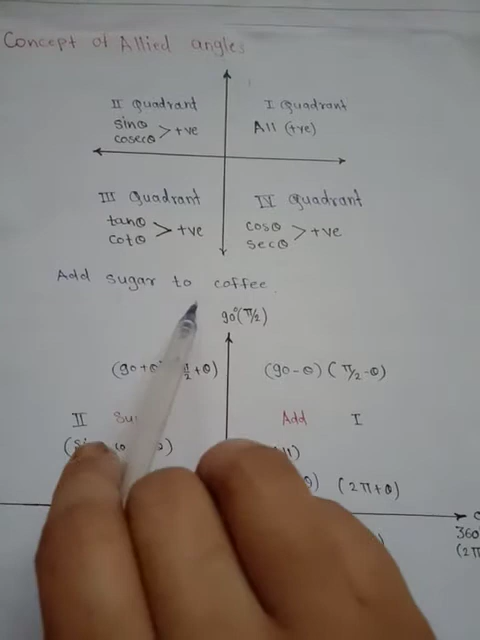 Concept of Allied angles
II Quadrant
sinθ
cosecθ > +ve
I Quadrant
All (+ve)
III Quadrant
tanθ
cotθ > +ve
IV Quadrant
cosθ
secθ > +ve
Add sugar to coffee
90°(π/2)
(90-θ) (π/2-θ)
II
Add I
(2π+θ)
360